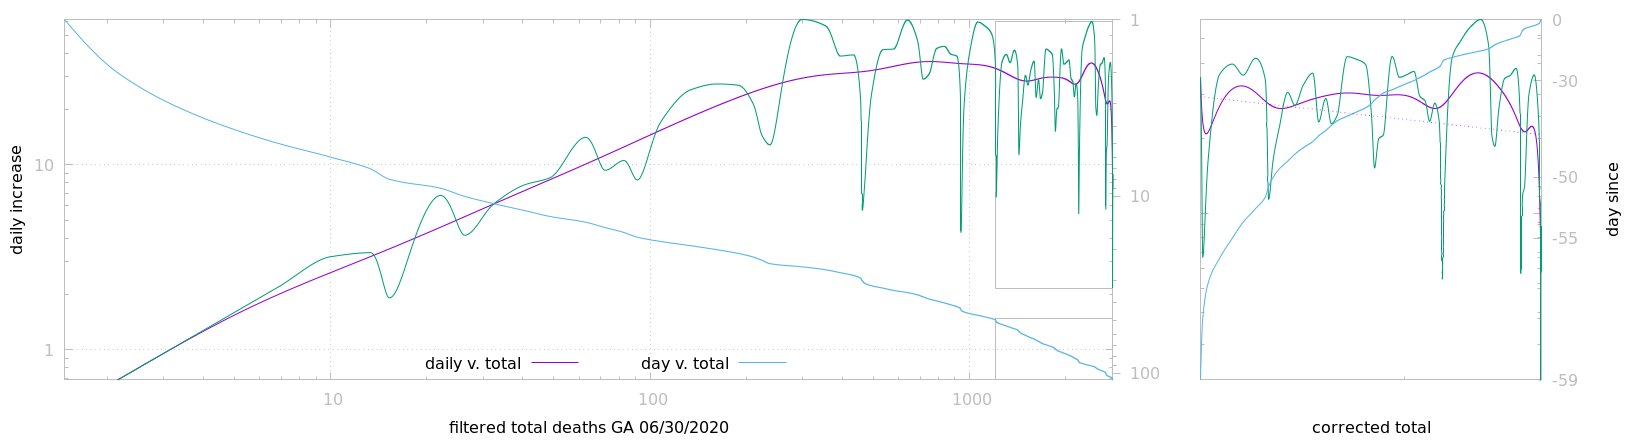 daily increase
10
1
daily v. total
day v. total
10
100
1000
filtered total deaths GA 06/30/2020
1
10
100
0
-30
-50
-55
-59
day since
corrected total